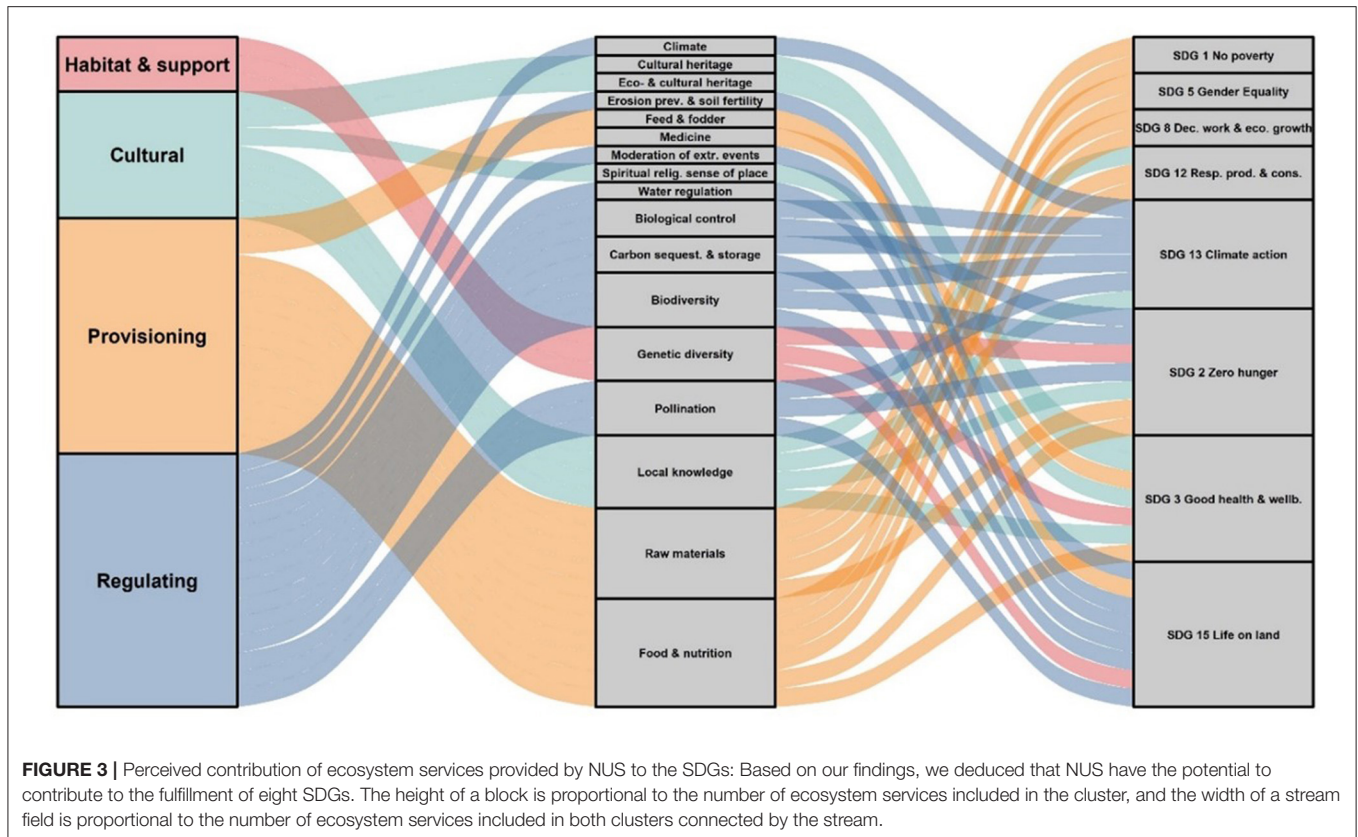 Habitat & support
Cultural
Provisioning
Regulating
Climate
Cultural heritage
Eco- & cultural heritage
Erosion prev. & soil fertility
Feed & fodder
Medicine
Moderation of extr. events
Spiritual relig. sense of place
Water regulation
Biological control
Carbon sequest. & storage
Biodiversity
Genetic diversity
Pollination
Local knowledge
Raw materials
Food & nutrition
SDG 1 No poverty
SDG 5 Gender Equality
SDG 8 Dec. work & eco. growth
SDG 12 Resp. prod. & cons.
SDG 13 Climate action
SDG 2 Zero hunger
SDG 3 Good health & wellb.
SDG 15 Life on land
FIGURE 3 | Perceived contribution of ecosystem services provided by NUS to the SDGs: Based on our findings, we deduced that NUS have the potential to
contribute to the fulfillment of eight SDGs. The height of a block is proportional to the number of ecosystem services included in the cluster, and the width of a stream
field is proportional to the number of ecosystem services included in both clusters connected by the stream.